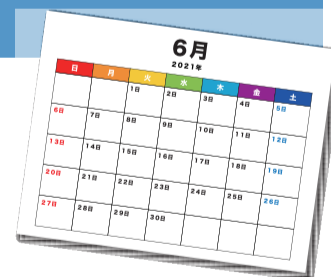 6月
2021年
日 月 火 水 木 金 土
1日 2日 3日 4日 5日
6日 7日 8日 9日 10日 11日 12日
13日 14日 15日 16日 17日 18日 19日
20日 21日 22日 23日 24日 25日 26日
27日 28日 29日 30日